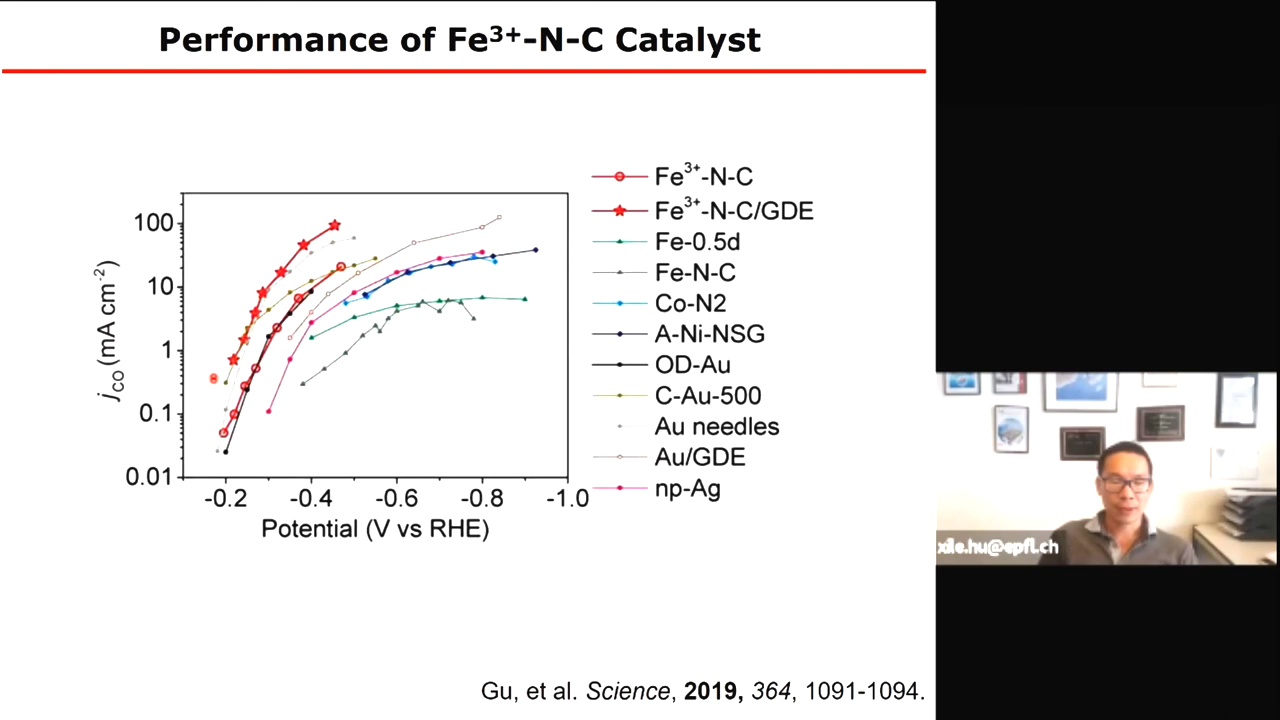 Performance of Fe³⁺-N-C Catalyst
Fe³⁺-N-C
Fe³⁺-N-C/GDE
Fe-0.5d
Fe-N-C
Co-N2
A-Ni-NSG
OD-Au
C-Au-500
Au needles
Au/GDE
np-Ag
j_CO (mA cm⁻²)
100
10
1
0.1
0.01
-0.2 -0.4 -0.6 -0.8 -1.0
Potential (V vs RHE)
xile.hu@epfl.ch
Gu, et al. Science, 2019, 364, 1091-1094.